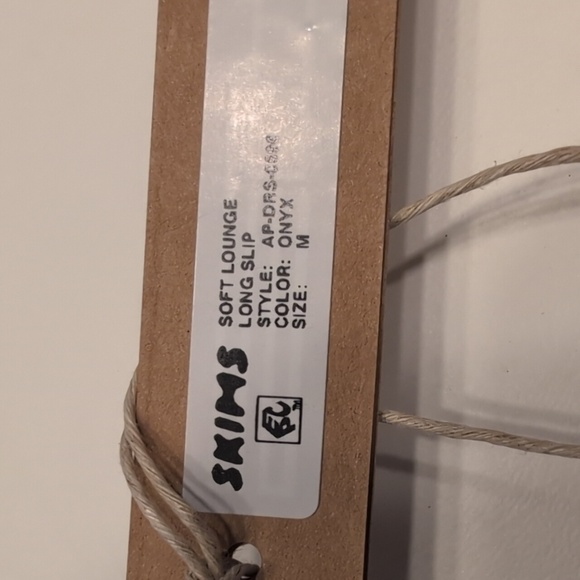 SKIMS
SOFT LOUNGE
LONG SLIP
STYLE: 
COLOR: ONYX
SIZE: M